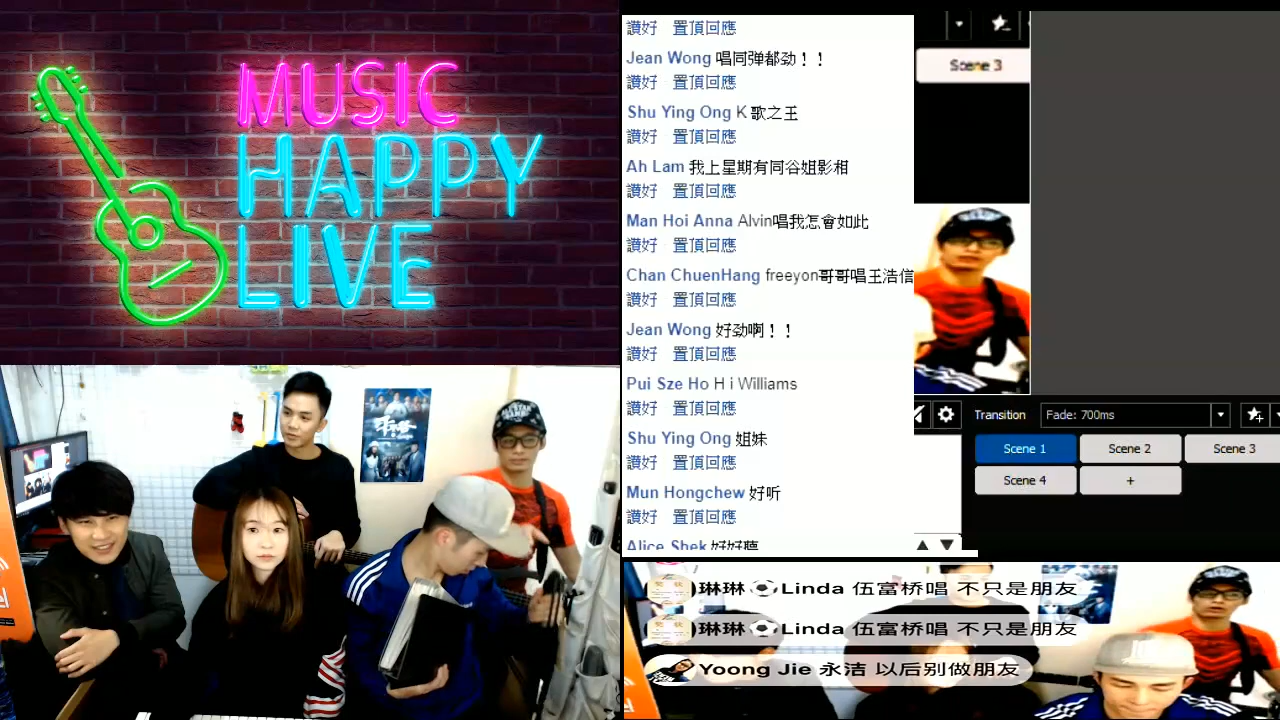 MUSIC
HAPPY
LIVE
讚好 置頂回應
Jean Wong 唱同弹都劲！！
讚好 置頂回應
Shu Ying Ong K歌之王
讚好 置頂回應
Ah Lam 我上星期有同谷姐影相
讚好 置頂回應
Man Hoi Anna Alvin唱我怎會如此
讚好 置頂回應
Chan ChuenHang freeyon哥哥唱王浩信
讚好 置頂回應
Jean Wong 好劲啊！！
讚好 置頂回應
Pui Sze Ho H i Williams
讚好 置頂回應
Shu Ying Ong 姐妹
讚好 置頂回應
Mun Hongchew 好听
讚好 置頂回應
Alice Shek 好好聽
Scene 3
Transition Fade: 700ms
Scene 1 Scene 2 Scene 3
Scene 4 +
琳琳⚽Linda 伍富桥唱 不只是朋友
琳琳⚽Linda 伍富桥唱 不只是朋友
Yoong Jie 永洁 以后别做朋友